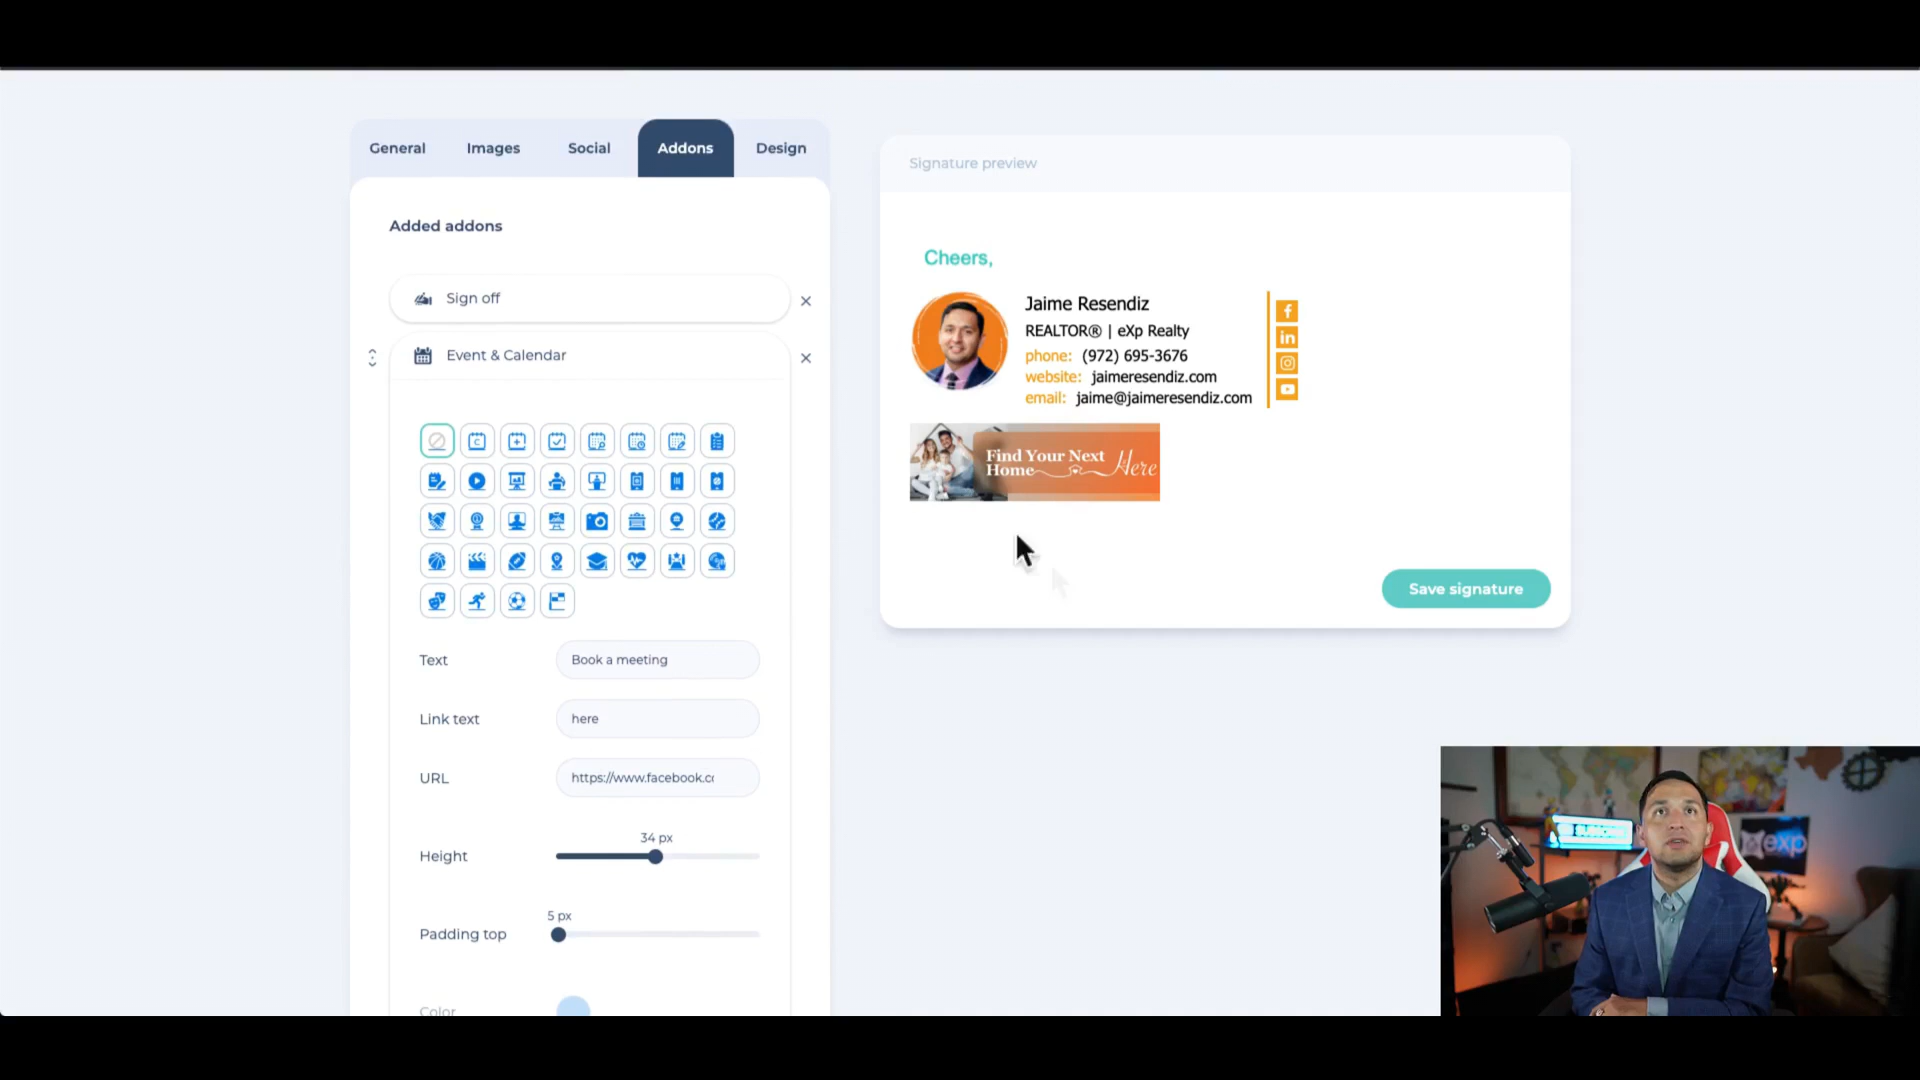 General
Images
Social
Addons
Design
Added addons
Sign off
Event & Calendar
Text
Book a meeting
Link text
here
URL
https://www.facebook.cc
Height
34 px
Padding top
5 px
Color
Signature preview
Cheers,
Jaime Resendiz
REALTOR® | eXp Realty
phone: (972) 695-3676
website: jaimeresendiz.com
email: jaime@jaimeresendiz.com
Find Your Next
Home Here
Save signature
SUBSCRIBE
exp